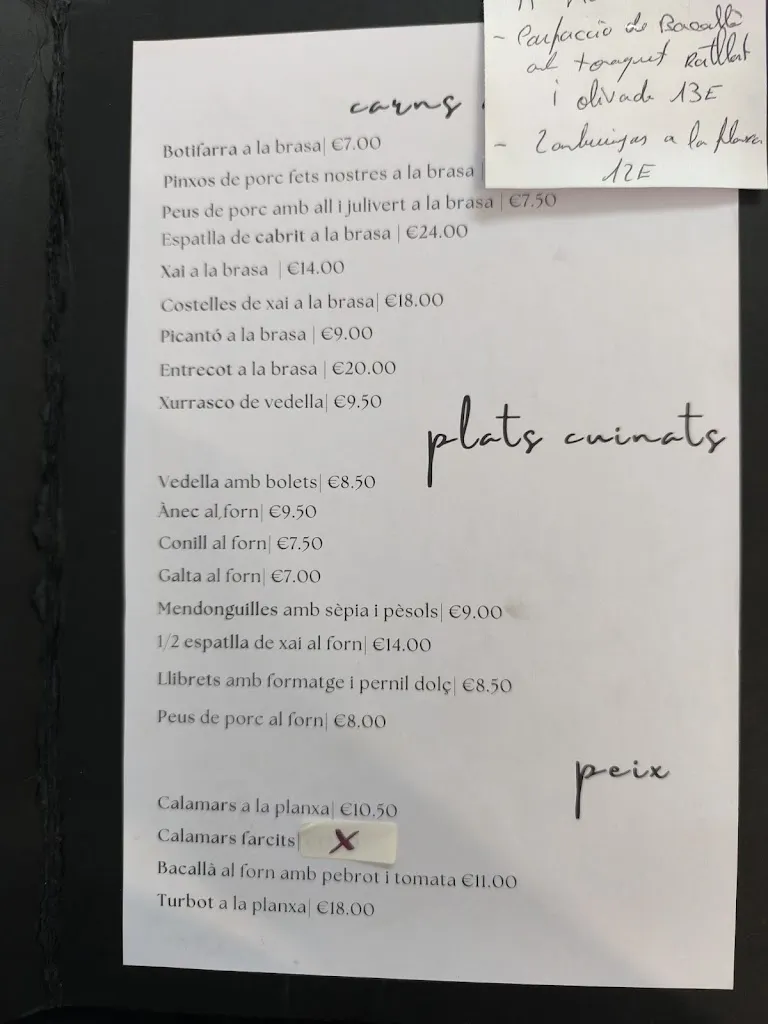 - Carpaccio de Bacallà
al tomaquet Ratllat
i olivada 13E
- a la planxa
12E
carns
Botifarra a la brasa| €7.00
Pinxos de porc fets nostres a la brasa |
Peus de porc amb all i julivert a la brasa | €7.50
Espatlla de cabrit a la brasa | €24.00
Xai a la brasa | €14.00
Costelles de xai a la brasa| €18.00
Picantó a la brasa | €9.00
Entrecot a la brasa | €20.00
Xurrasco de vedella| €9.50
plats cuinats
Vedella amb bolets| €8.50
Ànec al forn| €9.50
Conill al forn| €7.50
Galta al forn| €7.00
Mendonguilles amb sèpia i pèsols| €9.00
1/2 espatlla de xai al forn| €14.00
Llibrets amb formatge i pernil dolç| €8.50
Peus de porc al forn| €8.00
peix
Calamars a la planxa| €10.50
Calamars farcits| X
Bacallà al forn amb pebrot i tomata €11.00
Turbot a la planxa| €18.00